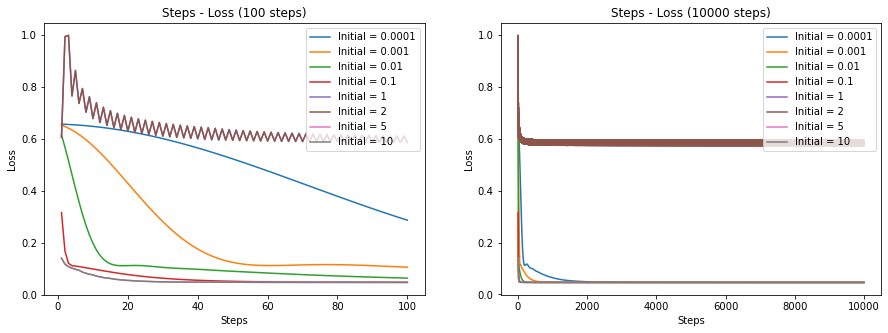 Steps - Loss (100 steps)
1.0
0.8
0.6
0.4
0.2
0.0
Loss
0
20
40
60
80
100
Steps
Initial = 0.0001
Initial = 0.001
Initial = 0.01
Initial = 0.1
Initial = 1
Initial = 2
Initial = 5
Initial = 10
Steps - Loss (10000 steps)
1.0
0.8
0.6
0.4
0.2
0.0
Loss
0
2000
4000
6000
8000
10000
Steps
Initial = 0.0001
Initial = 0.001
Initial = 0.01
Initial = 0.1
Initial = 1
Initial = 2
Initial = 5
Initial = 10